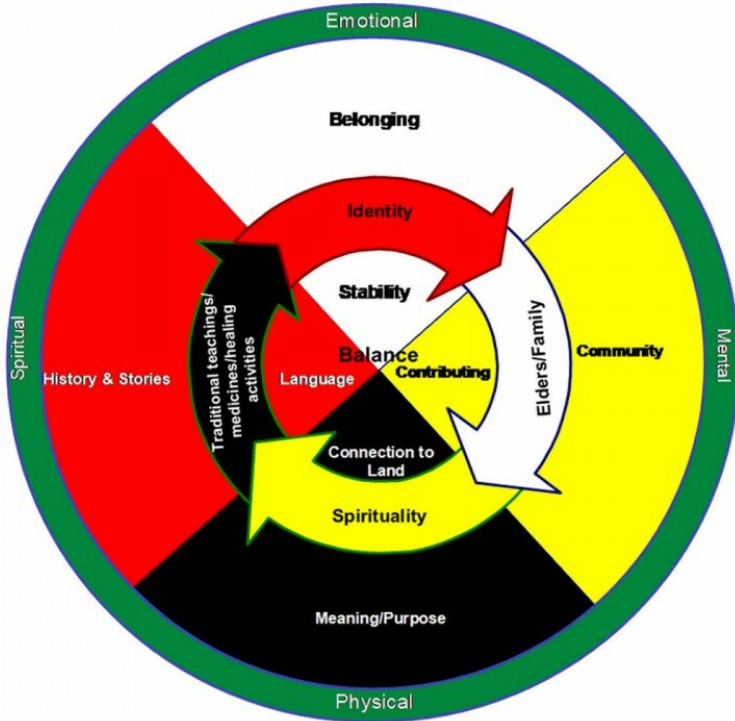 Emotional
Belonging
Identity
Stability
Balance
Spiritual
History & Stories
Traditional teachings/
medicines/healing
activities
Language
Contributing
Elders/Family
Community
Mental
Connection to
Land
Spirituality
Meaning/Purpose
Physical